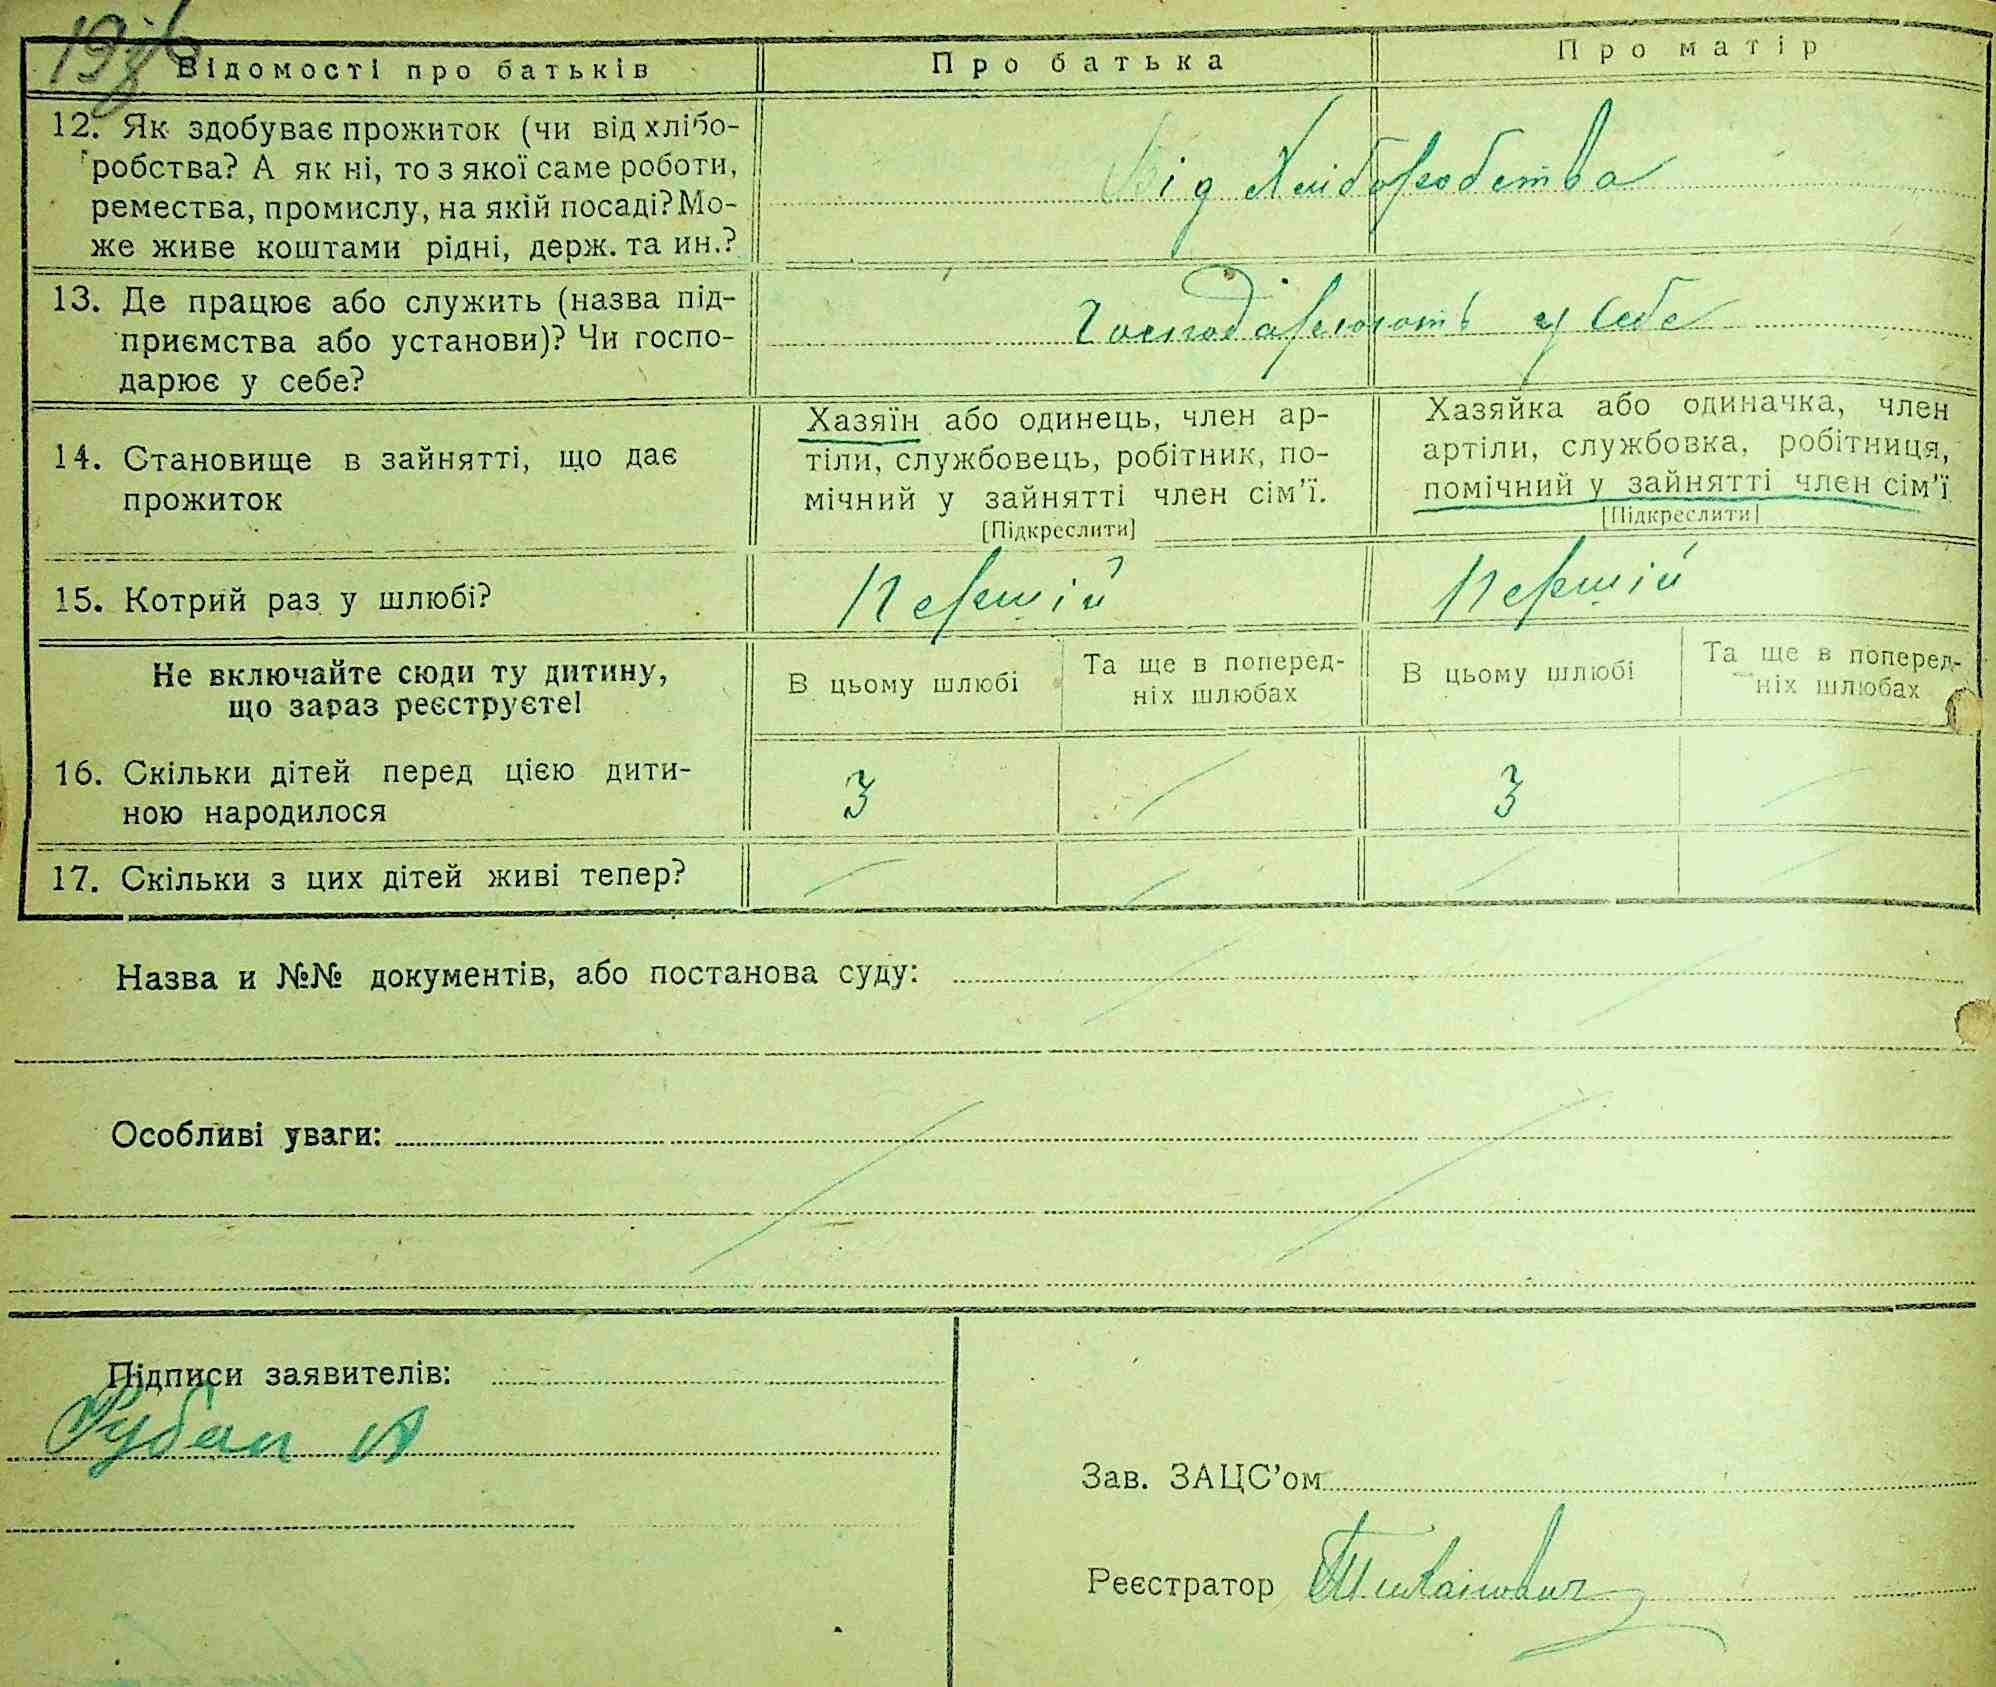 Відомості про батьків Про батька Про матір
12. Як здобуває прожиток (чи від хлібо-
робства? А як ні, то з якої саме роботи,
ремества, промислу, на якій посаді? Мо-
же живе коштами рідні, держ. та ин.?
Від Хліборобства
13. Де працює або служить (назва під-
приємства або установи)? Чи госпо-
дарює у себе?
Господарюють у себе
14. Становище в зайнятті, що дає
прожиток
Хазяїн або одинець, член ар-
тіли, службовець, робітник, по-
мічний у зайнятті член сім'ї.
[Підкреслити]
Хазяйка або одиначка, член
артіли, службовка, робітниця,
помічний у зайнятті член сім'ї
[Підкреслити]
15. Котрий раз у шлюбі? Першій Першій
Не включайте сюди ту дитину,
що зараз реєструєте!
В цьому шлюбі
Та ще в поперед-
ніх шлюбах
В цьому шлюбі
Та ще в поперед-
ніх шлюбах
16. Скільки дітей перед цією дити-
ною народилося
3 / 3 /
17. Скільки з цих дітей живі тепер? / / / /
Назва и №№ документів, або постанова суду:
Особливі уваги:
Підписи заявителів:
Рубан А
Зав. ЗАЦС'ом
Реєстратор